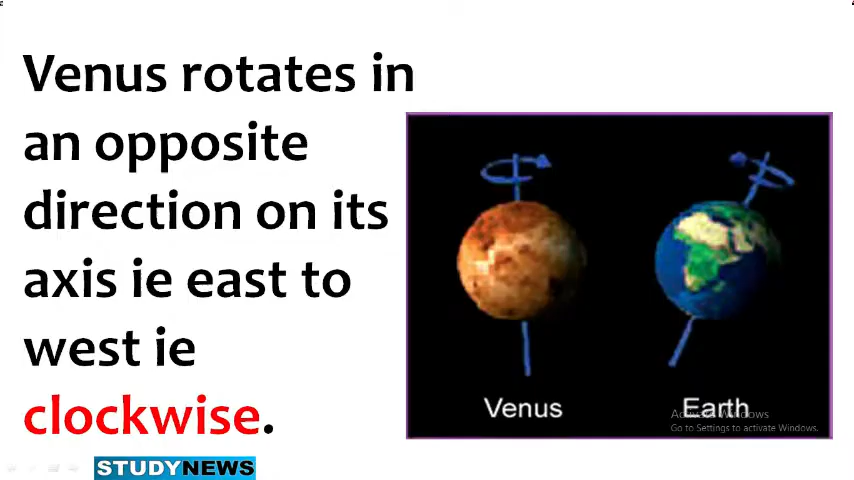 Venus rotates in
an opposite
direction on its
axis ie east to
west ie
clockwise.
Venus
Earth
Activate Windows
Go to Settings to activate Windows.
STUDYNEWS